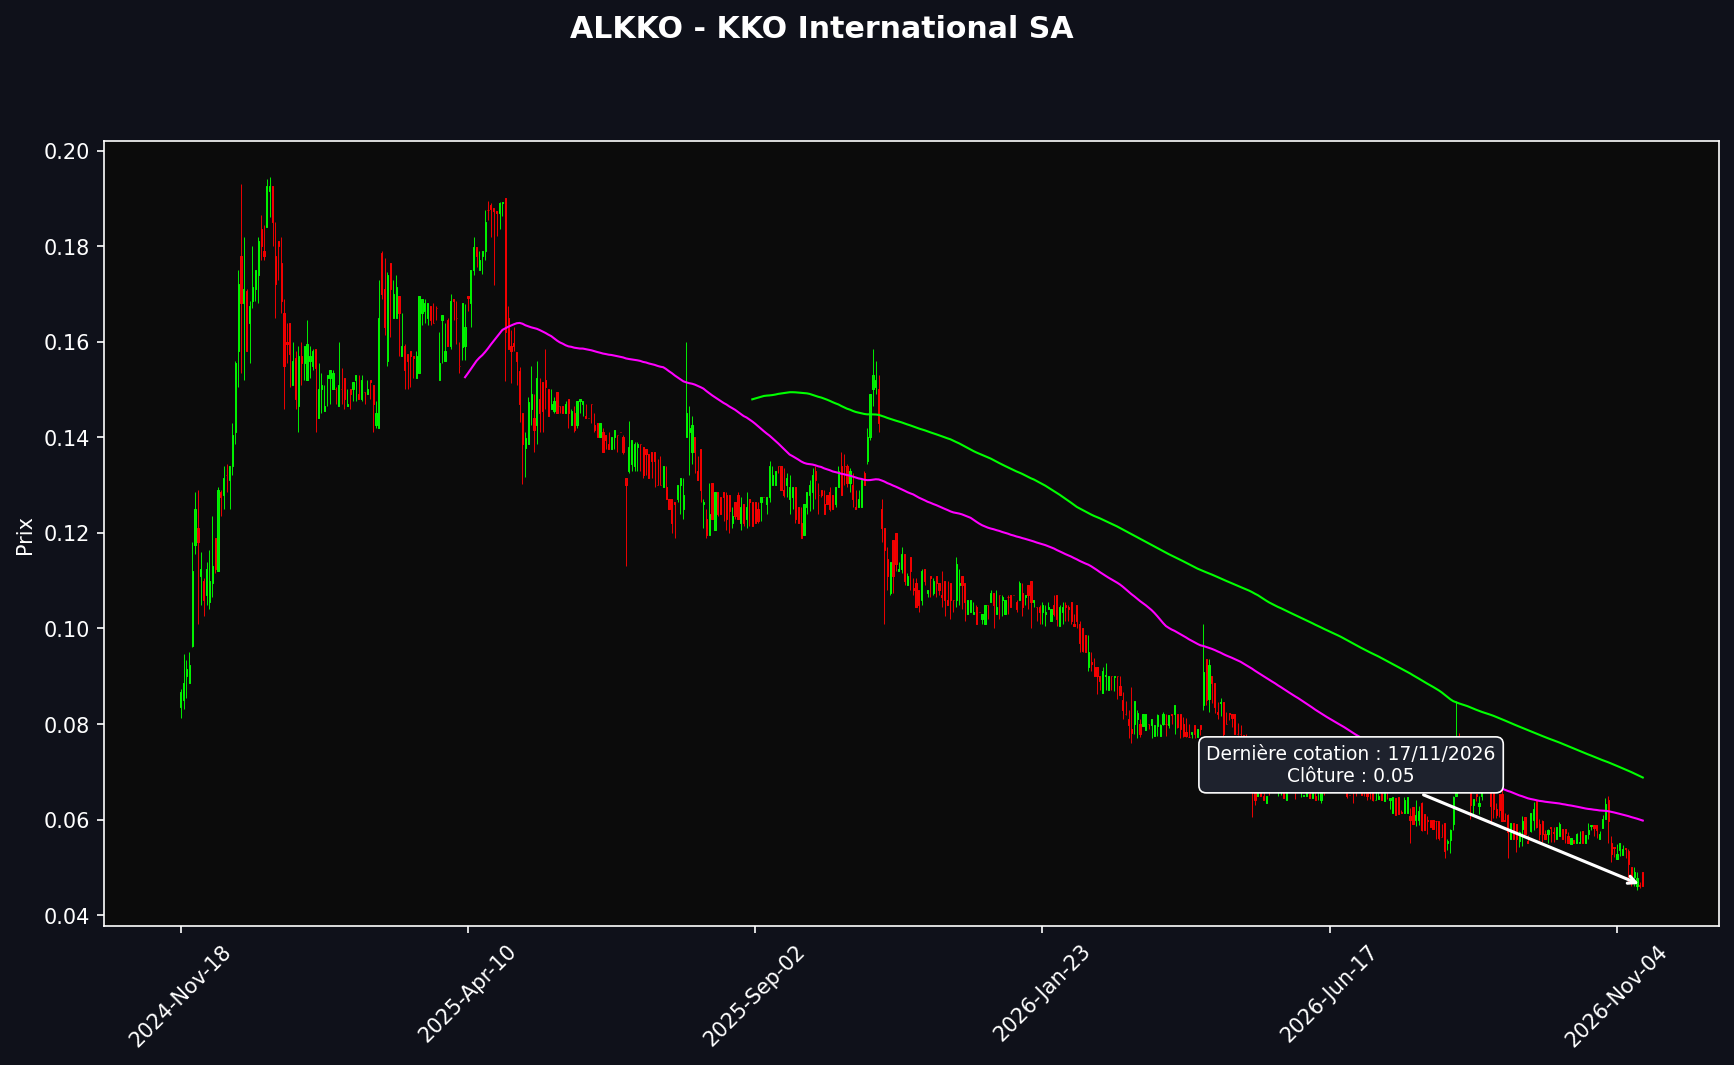 ALKKO - KKO International SA
Prix
0.20
0.18
0.16
0.14
0.12
0.10
0.08
0.06
0.04
Dernière cotation : 17/11/2026
Clôture : 0.05
2024-Nov-18
2025-Apr-10
2025-Sep-02
2026-Jan-23
2026-Jun-17
2026-Nov-04